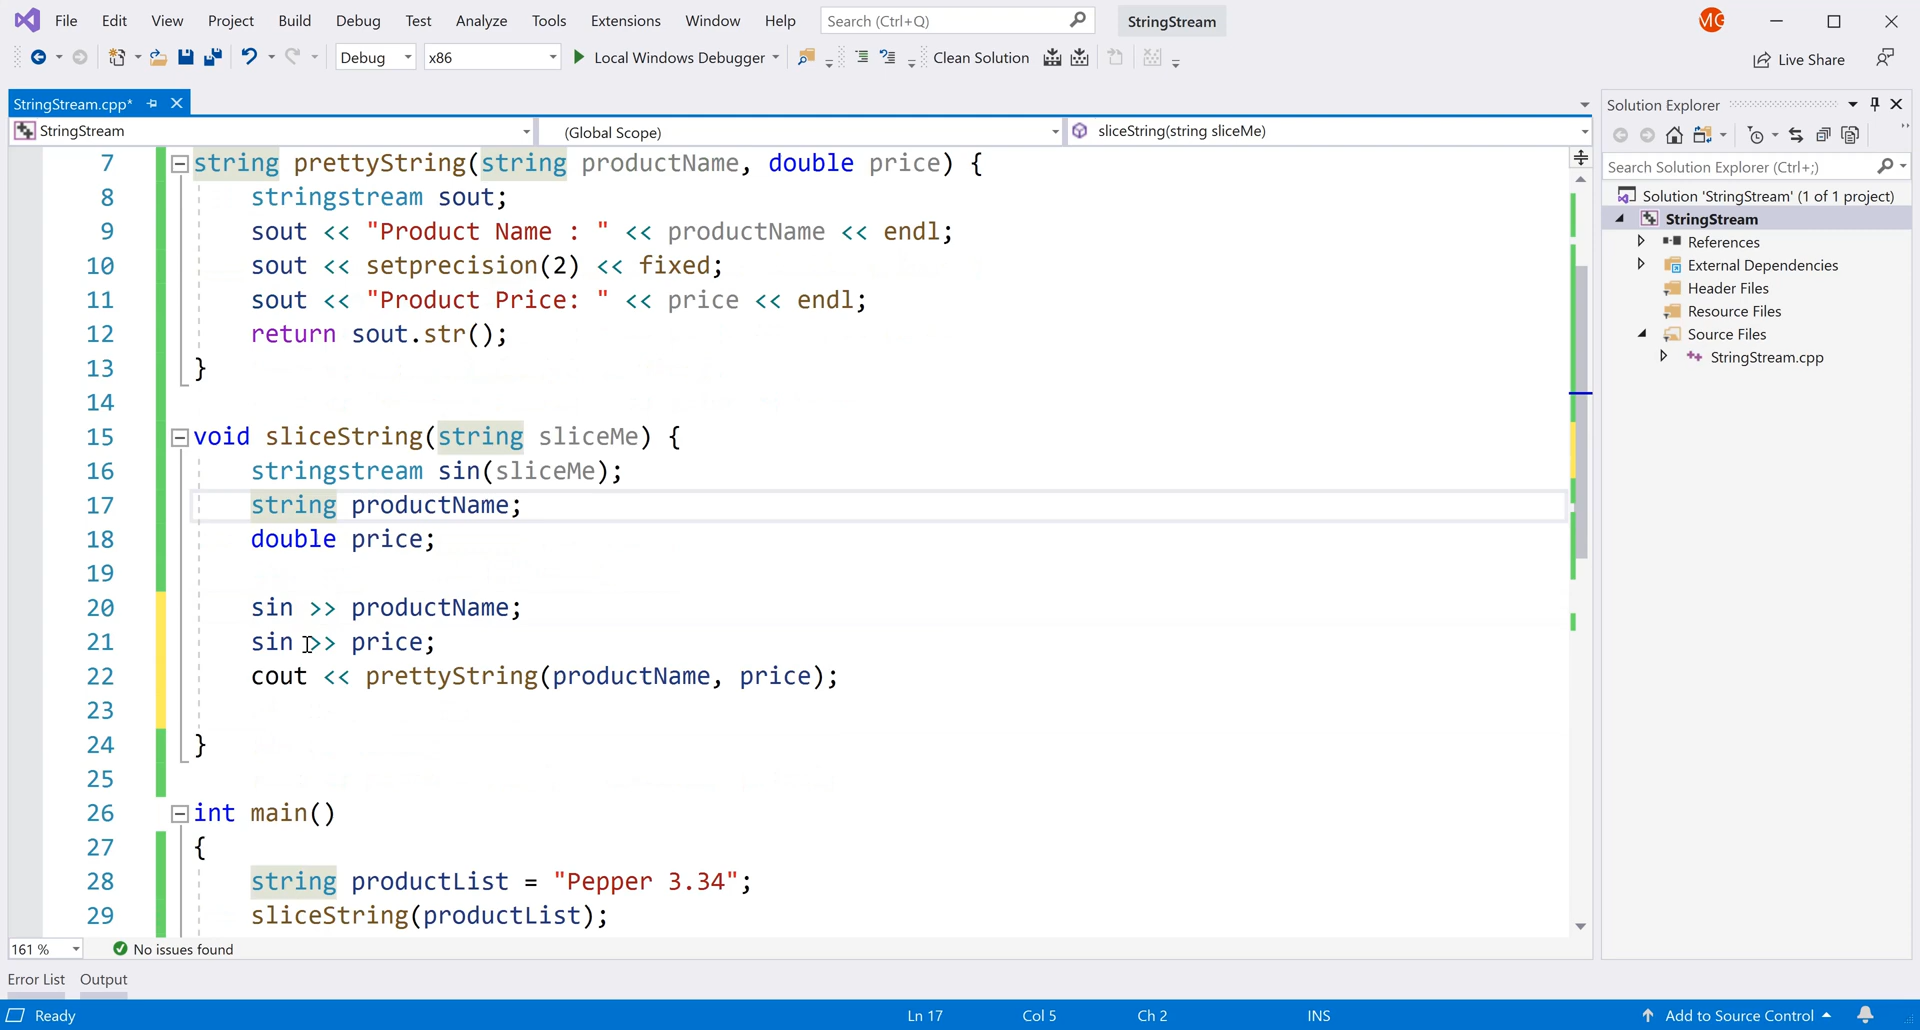 File Edit View Project Build Debug Test Analyze Tools Extensions Window Help Search (Ctrl+Q) StringStream MG
Debug x86 Local Windows Debugger Clean Solution Live Share
StringStream.cpp* Solution Explorer
StringStream (Global Scope) sliceString(string sliceMe)
Search Solution Explorer (Ctrl+;)
Solution 'StringStream' (1 of 1 project)
StringStream
References
External Dependencies
Header Files
Resource Files
Source Files
StringStream.cpp
7 string prettyString(string productName, double price) {
8 stringstream sout;
9 sout << "Product Name : " << productName << endl;
10 sout << setprecision(2) << fixed;
11 sout << "Product Price: " << price << endl;
12 return sout.str();
13 }
14
15 void sliceString(string sliceMe) {
16 stringstream sin(sliceMe);
17 string productName;
18 double price;
19
20 sin >> productName;
21 sin >> price;
22 cout << prettyString(productName, price);
23
24 }
25
26 int main()
27 {
28 string productList = "Pepper 3.34";
29 sliceString(productList);
161 % No issues found
Error List Output
Ready Ln 17 Col 5 Ch 2 INS Add to Source Control